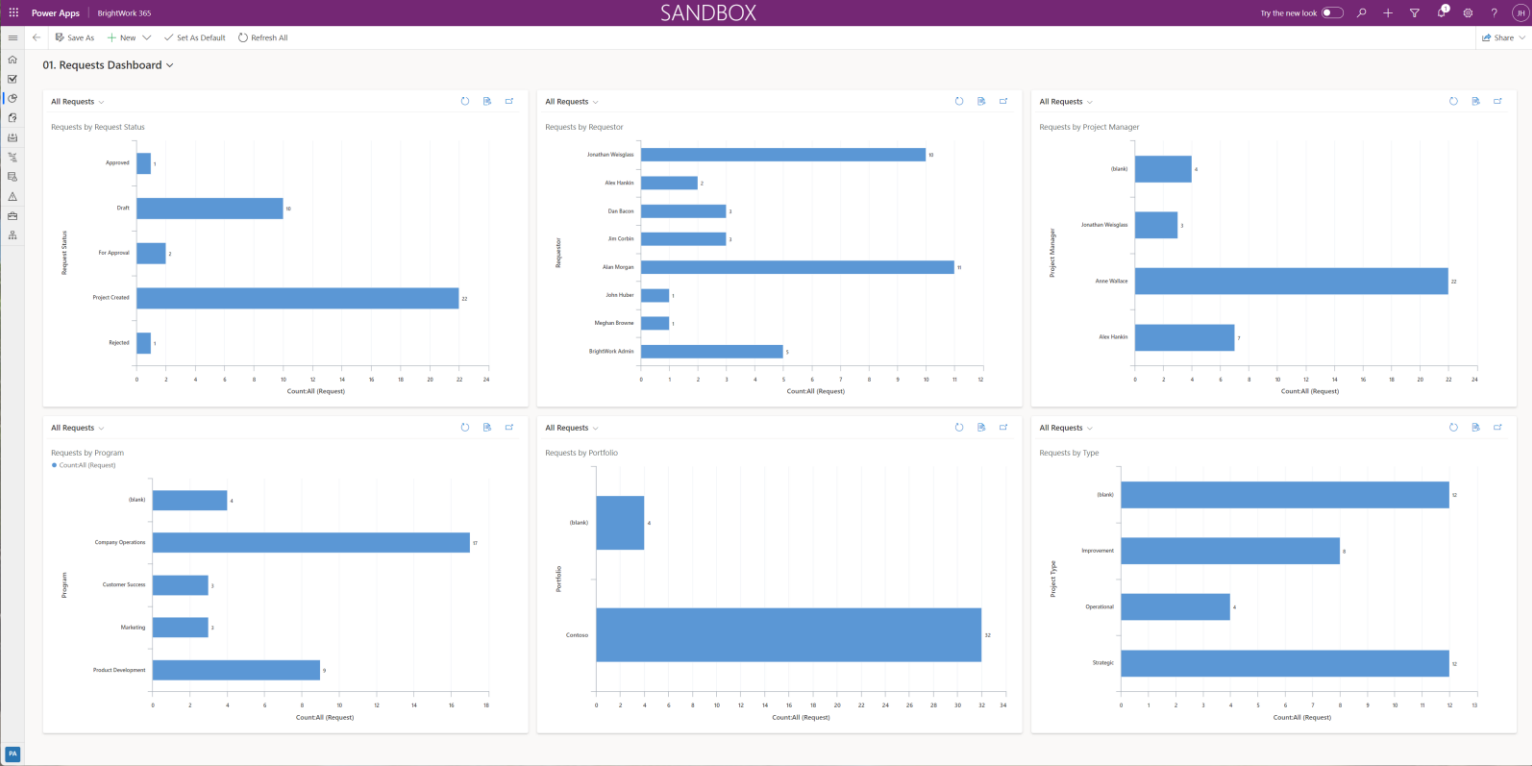 Power Apps
BrightWork 365
SANDBOX
Try the new look
1
?
JH
Save As
New
Set As Default
Refresh All
Share
01. Requests Dashboard
All Requests
Requests by Request Status
Request Status
Approved 1
Draft 10
For Approval 2
Project Created 22
Rejected 1
0 2 4 6 8 10 12 14 16 18 20 22 24
Count:All (Request)
All Requests
Requests by Requestor
Requestor
Jonathan Weisglass 10
Alex Hankin 2
Dan Bacon 3
Jim Corbin 3
Alan Morgan 11
John Huber 1
Meghan Browne 1
BrightWork Admin 5
0 1 2 3 4 5 6 7 8 9 10 11 12
Count:All (Request)
All Requests
Requests by Project Manager
Project Manager
(blank) 4
Jonathan Weisglass 3
Anne Wallace 22
Alex Hankin 7
0 2 4 6 8 10 12 14 16 18 20 22 24
Count:All (Request)
All Requests
Requests by Program
Count:All (Request)
Program
(blank) 4
Company Operations 17
Customer Success 3
Marketing 3
Product Development 9
0 2 4 6 8 10 12 14 16 18
Count:All (Request)
All Requests
Requests by Portfolio
Portfolio
(blank) 4
Contoso 32
0 2 4 6 8 10 12 14 16 18 20 22 24 26 28 30 32 34
Count:All (Request)
All Requests
Requests by Type
Project Type
(blank) 12
Improvement 8
Operational 4
Strategic 12
0 1 2 3 4 5 6 7 8 9 10 11 12 13
Count:All (Request)
PA